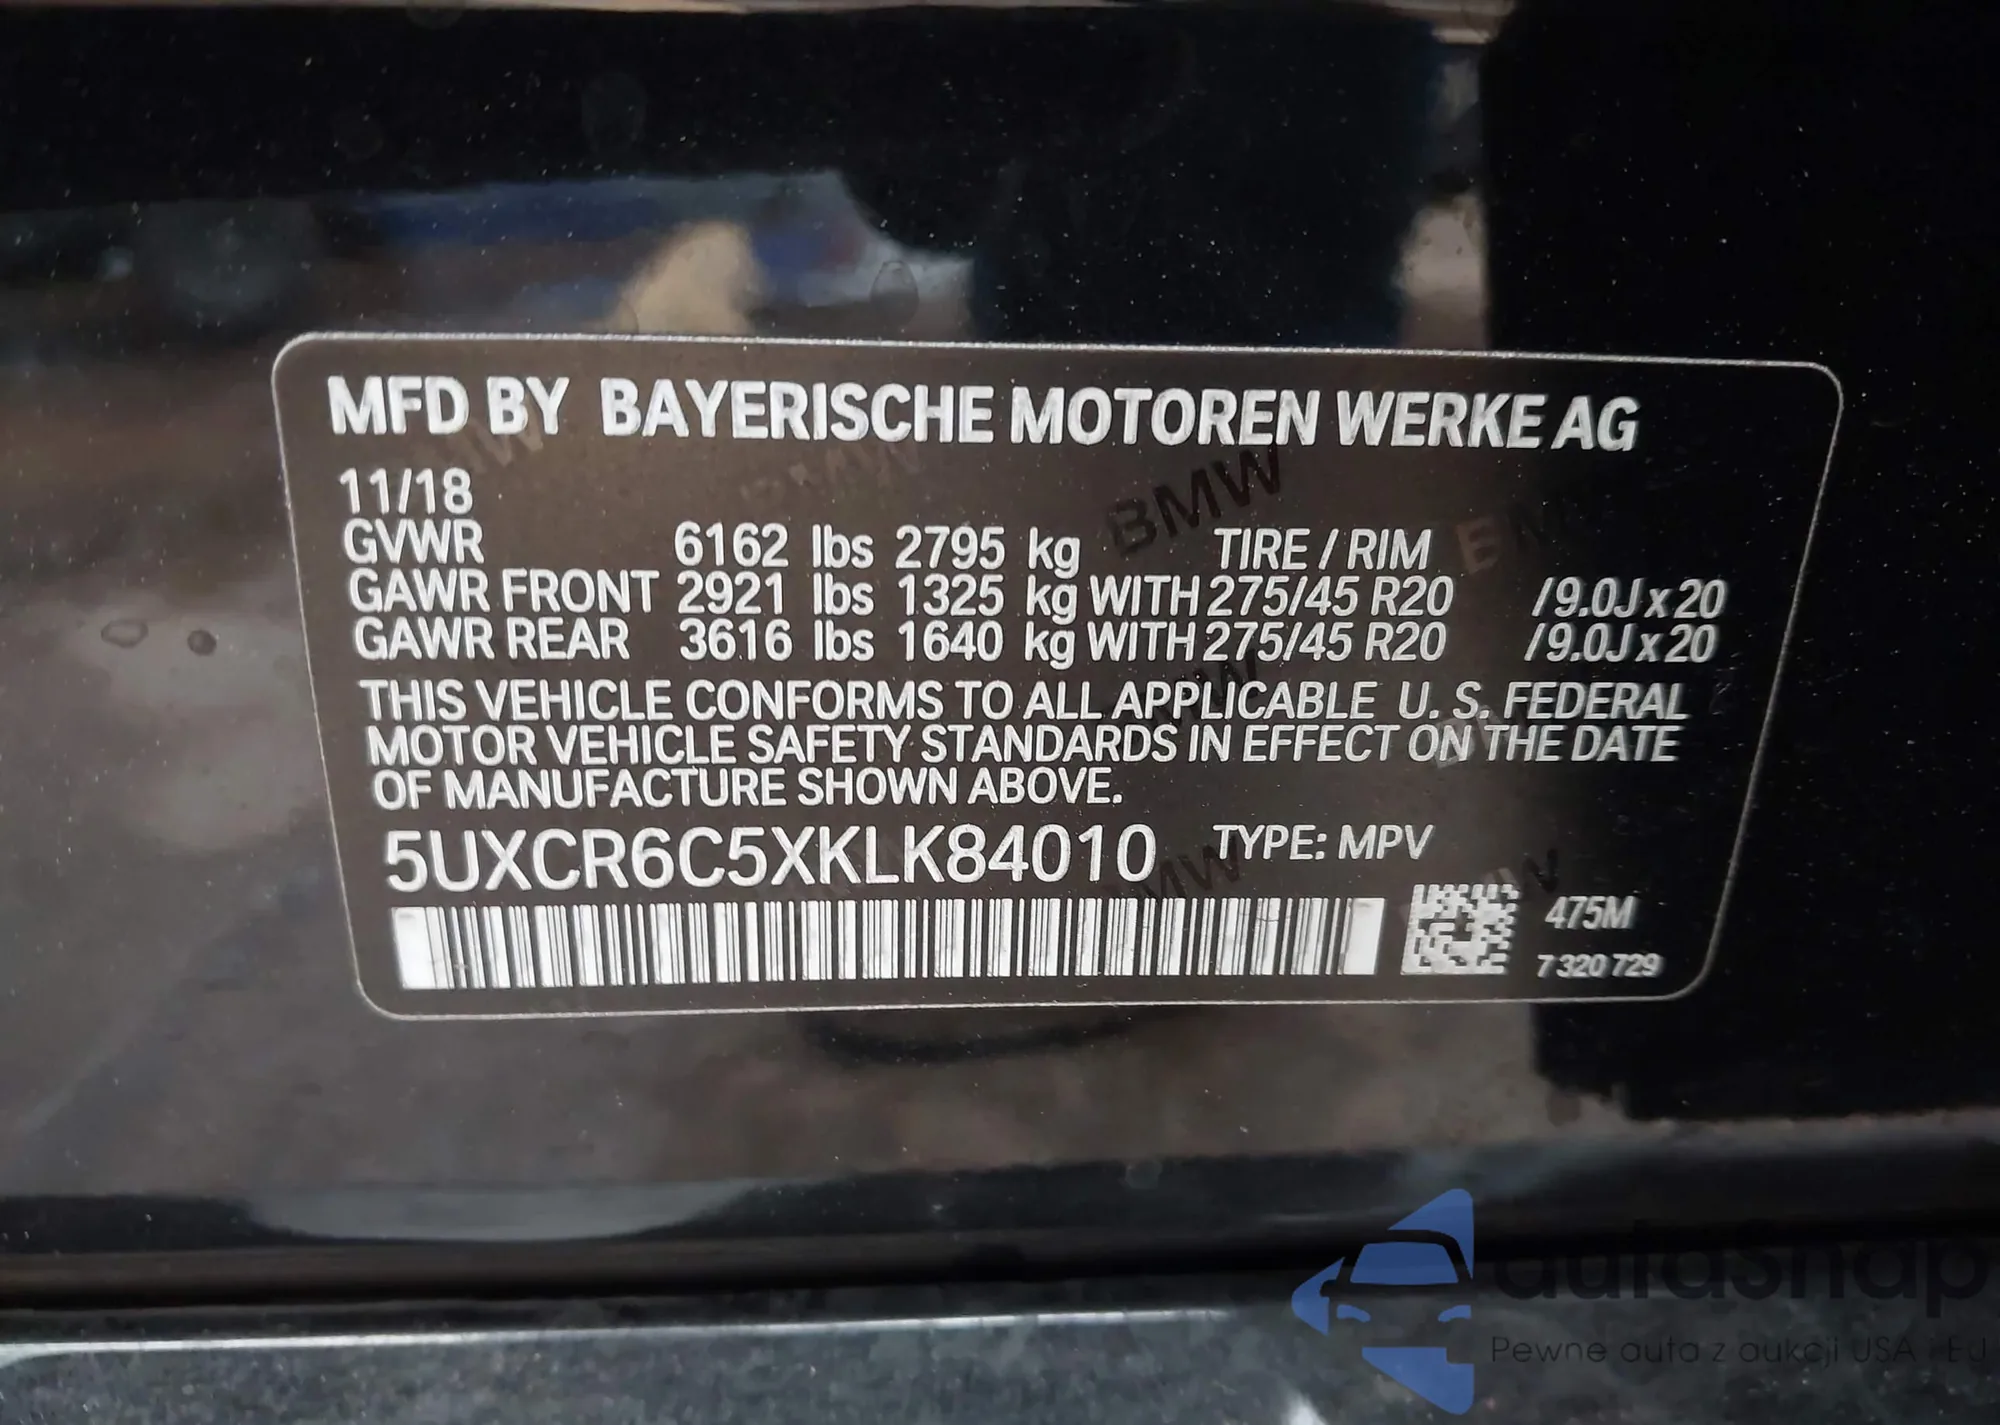 MFD BY BAYERISCHE MOTOREN WERKE AG
11/18
GVWR 6162 lbs 2795 kg TIRE / RIM
GAWR FRONT 2921 lbs 1325 kg WITH 275/45 R20 /9.0J x 20
GAWR REAR 3616 lbs 1640 kg WITH 275/45 R20 /9.0J x 20
THIS VEHICLE CONFORMS TO ALL APPLICABLE U. S. FEDERAL
MOTOR VEHICLE SAFETY STANDARDS IN EFFECT ON THE DATE
OF MANUFACTURE SHOWN ABOVE.
5UXCR6C5XKLK84010 TYPE: MPV
475M
7 320 729
BMW
autasnap
Pewne auta z aukcji USA i EU